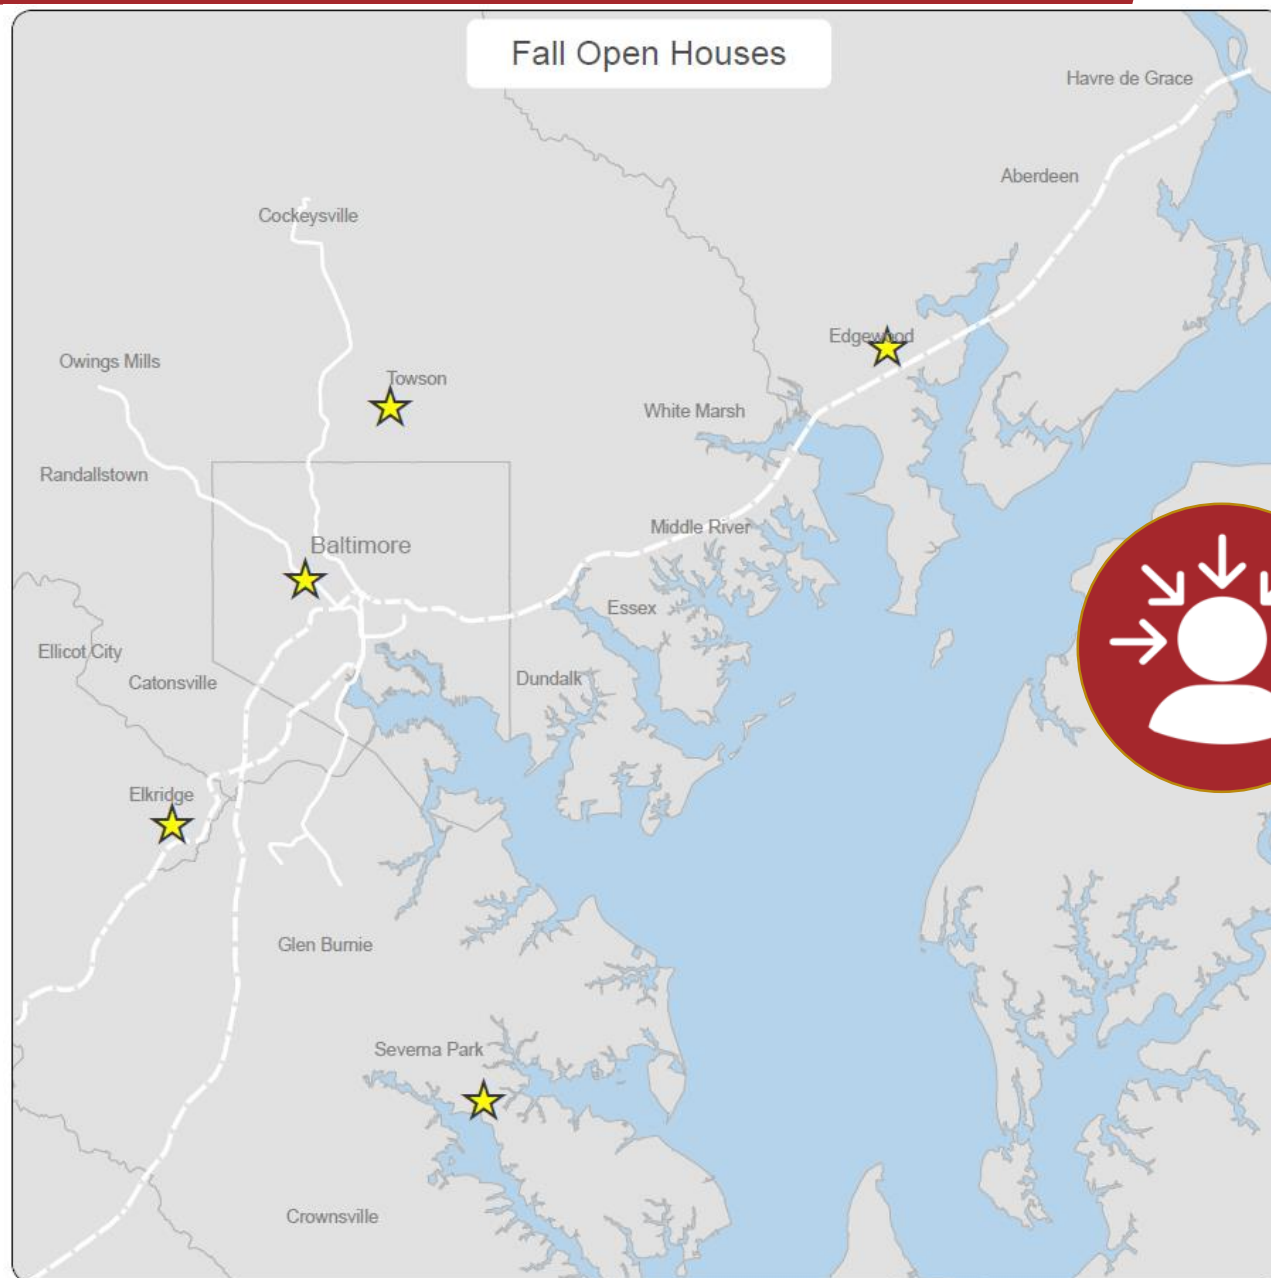 Fall Open Houses
Havre de Grace
Aberdeen
Cockeysville
Edgewood
Owings Mills
Towson
White Marsh
Randallstown
Middle River
Baltimore
Essex
Ellicot City
Catonsville
Dundalk
Elkridge
Glen Burnie
Severna Park
Crownsville